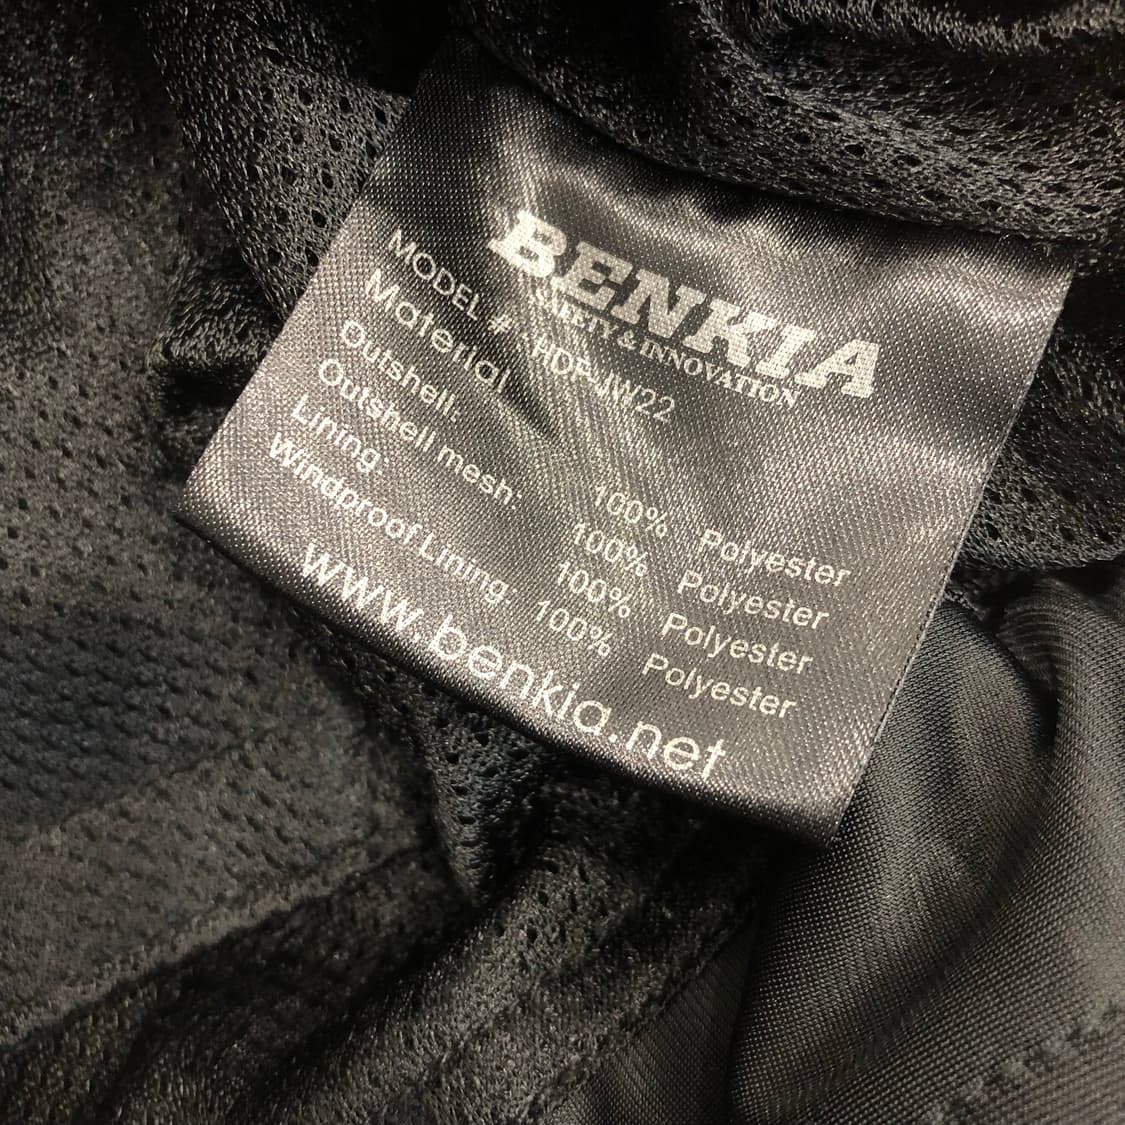 BENKIA
SAFETY & INNOVATION
MODEL # : HDP-JW22
Material
Outshell: 100% Polyester
Outshell mesh: 100% Polyester
Lining: 100% Polyester
Windproof Lining 100% Polyester
www.benkia.net